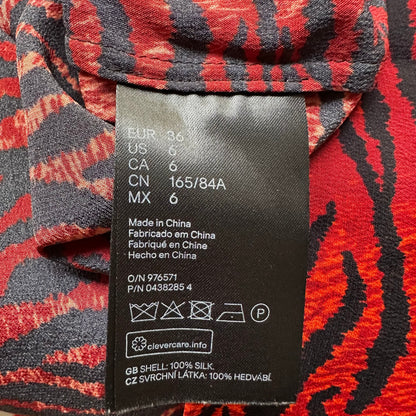 EUR 36
US 6
CA 6
CN 165/84A
MX 6
Made in China
Fabricado em China
Fabriqué en Chine
Hecho en China
O/N 976571
P/N 0438285 4
P
clevercare.info
GB SHELL: 100% SILK.
CZ SVRCHNÍ LÁTKA: 100% HEDVÁBÍ.